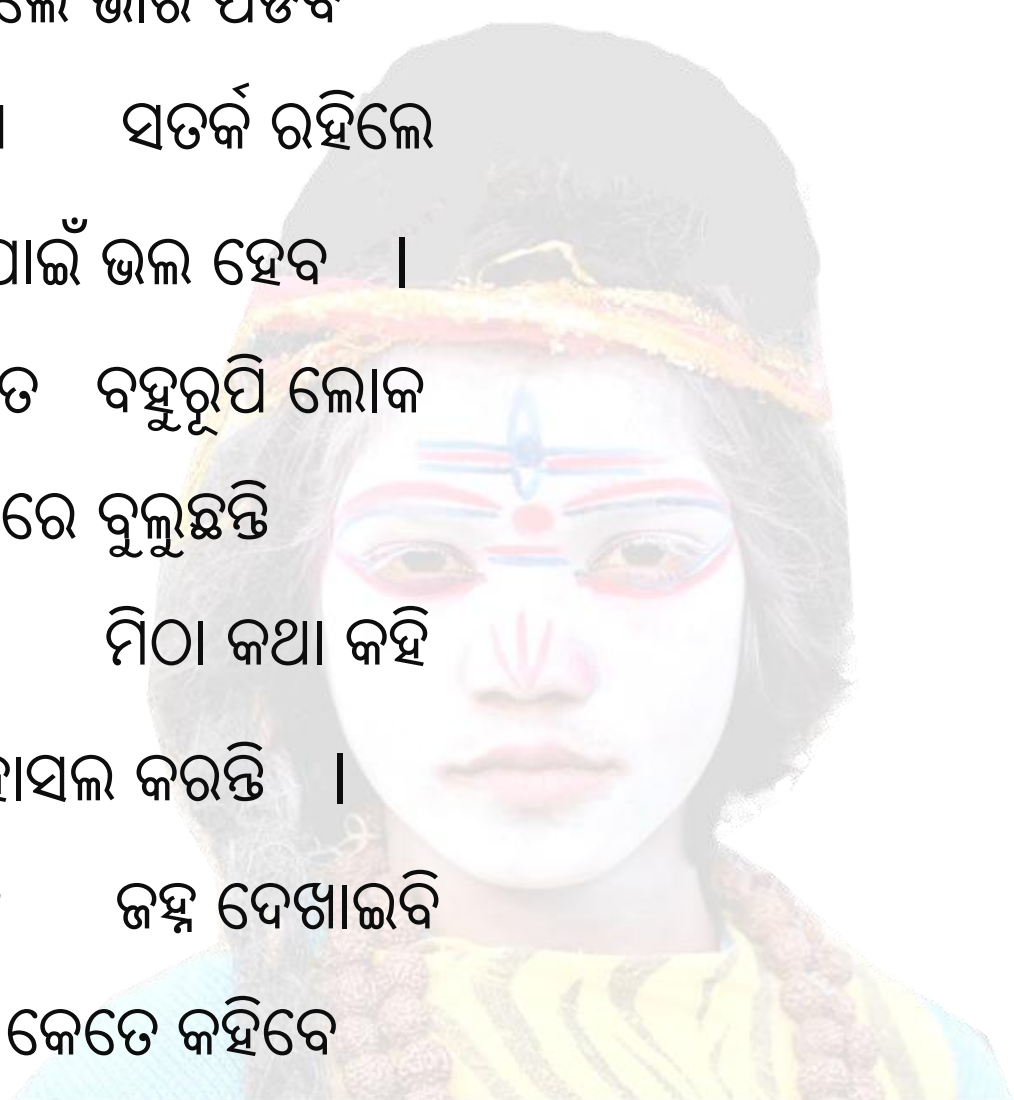 ସତର୍କ ରହିଲେ
ପାଇଁ ଭଲ ହେବ |
ତ ବହୁରୂପି ଲୋକ
ରେ ବୁଲୁଛନ୍ତି
ମିଠା କଥା କହି
ହାସଲ କରନ୍ତି |
ଜହ୍ନ ଦେଖାଇବି
କେତେ କହିବେ